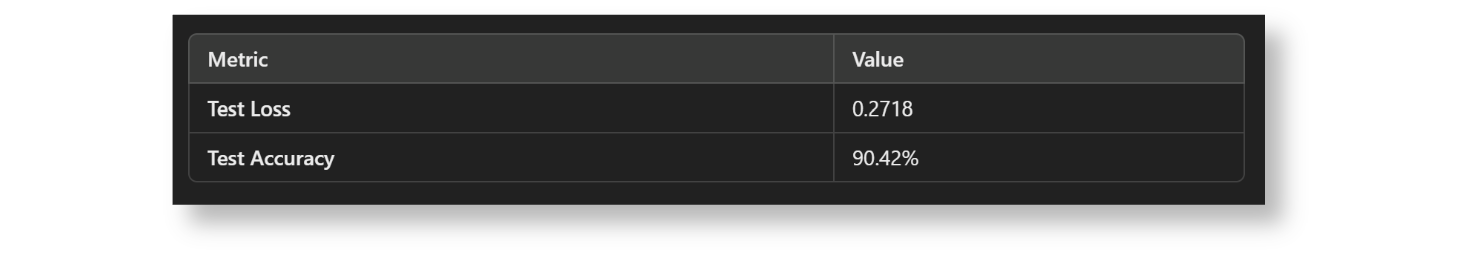 Metric Value
Test Loss 0.2718
Test Accuracy 90.42%